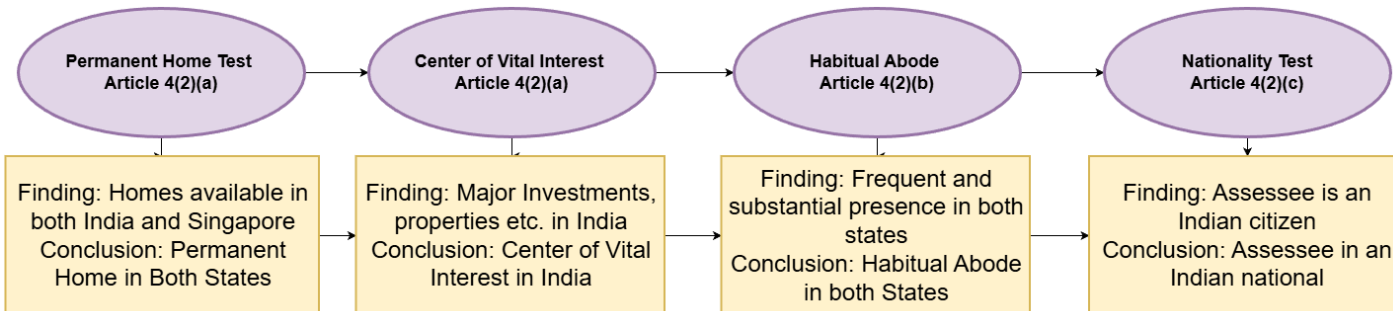 Permanent Home Test
Article 4(2)(a)
Center of Vital Interest
Article 4(2)(a)
Habitual Abode
Article 4(2)(b)
Nationality Test
Article 4(2)(c)
Finding: Homes available in
both India and Singapore
Conclusion: Permanent
Home in Both States
Finding: Major Investments,
properties etc. in India
Conclusion: Center of Vital
Interest in India
Finding: Frequent and
substantial presence in both
states
Conclusion: Habitual Abode
in both States
Finding: Assessee is an
Indian citizen
Conclusion: Assessee in an
Indian national